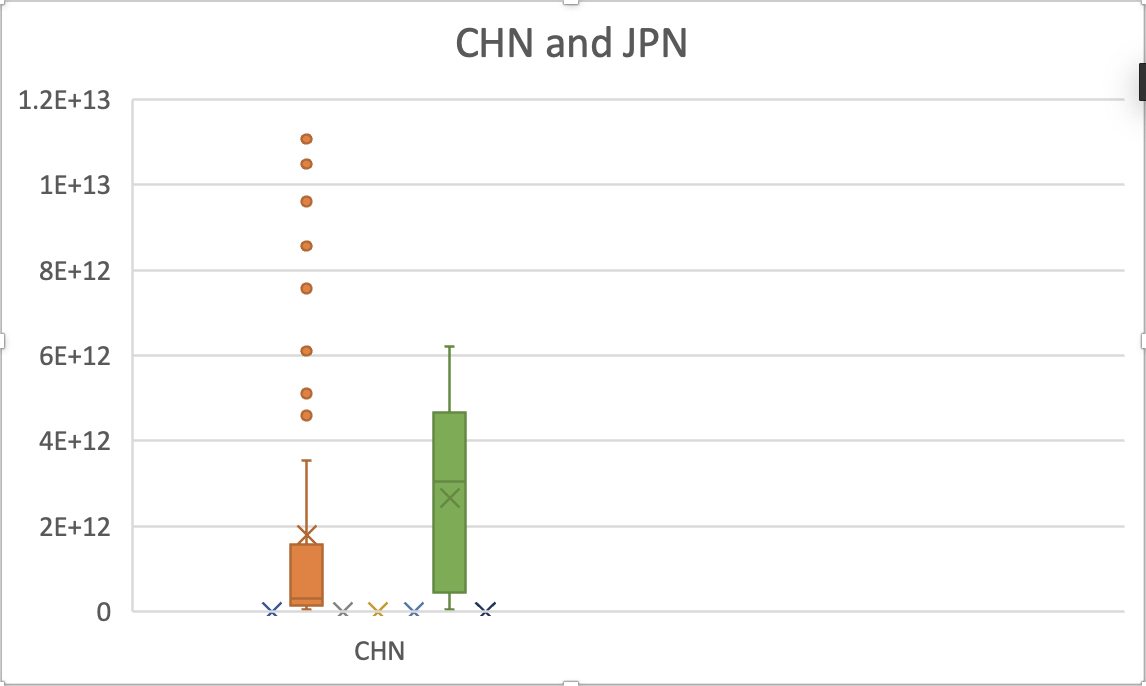 CHN and JPN
1.2E+13
1E+13
8E+12
6E+12
4E+12
2E+12
0
CHN